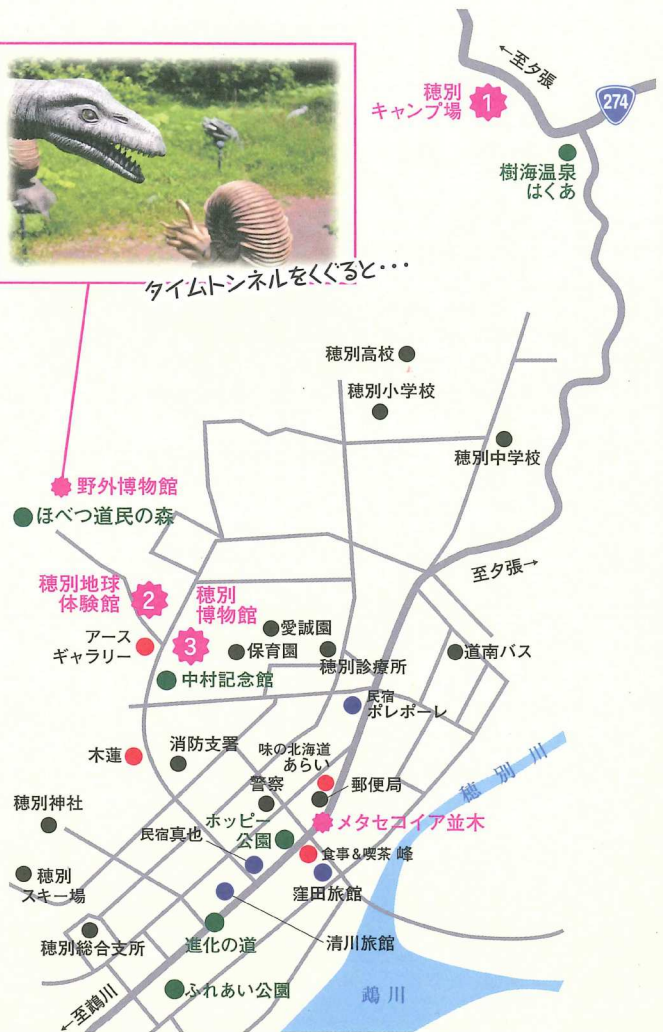 ←至夕張
274
穂別
キャンプ場
1
樹海温泉
はくあ
タイムトンネルをくぐると・・・
穂別高校
穂別小学校
穂別中学校
野外博物館
ほべつ道民の森
至夕張→
穂別地球
体験館
2
穂別
博物館
3
アース
ギャラリー
愛誠園
保育園
穂別診療所
道南バス
中村記念館
民宿
ポレポーレ
木蓮
消防支署
味の北海道
あらい
警察
郵便局
穂別川
穂別神社
ホッピー
公園
メタセコイア並木
民宿真也
食事&喫茶 峰
穂別
スキー場
窪田旅館
穂別総合支所
進化の道
清川旅館
ふれあい公園
鵡川
←至鵡川